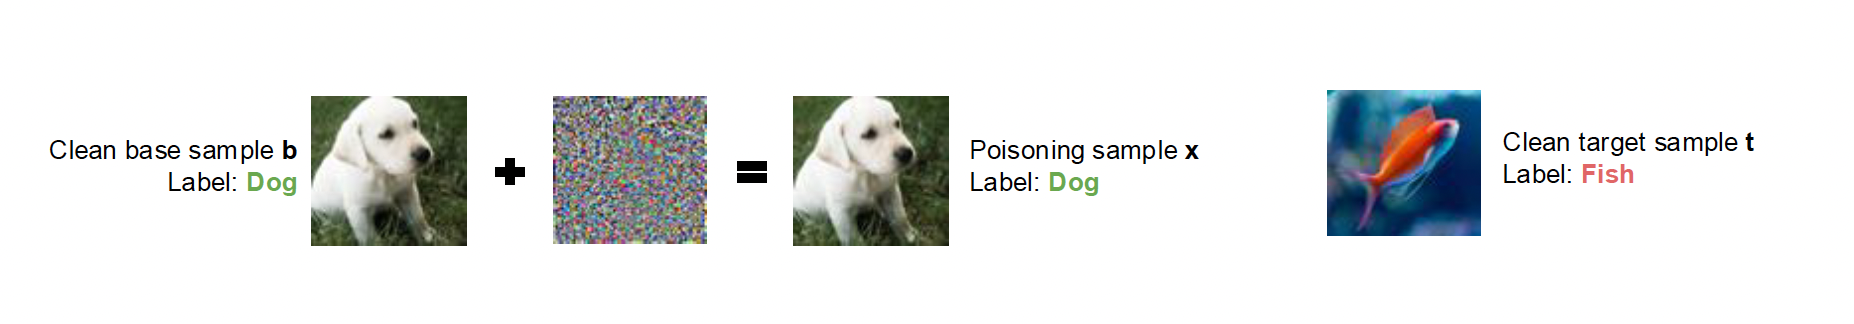 Clean base sample b
Label: Dog
Poisoning sample x
Label: Dog
Clean target sample t
Label: Fish